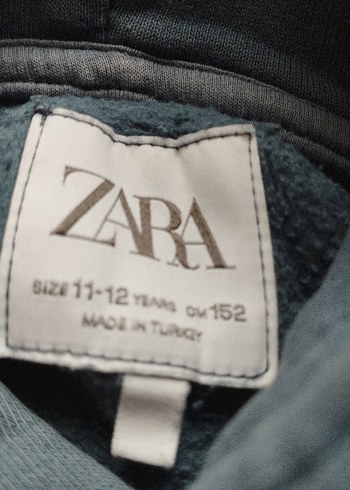 ZARA
SIZE 11-12 YEARS CM 152
MADE IN TURKEY